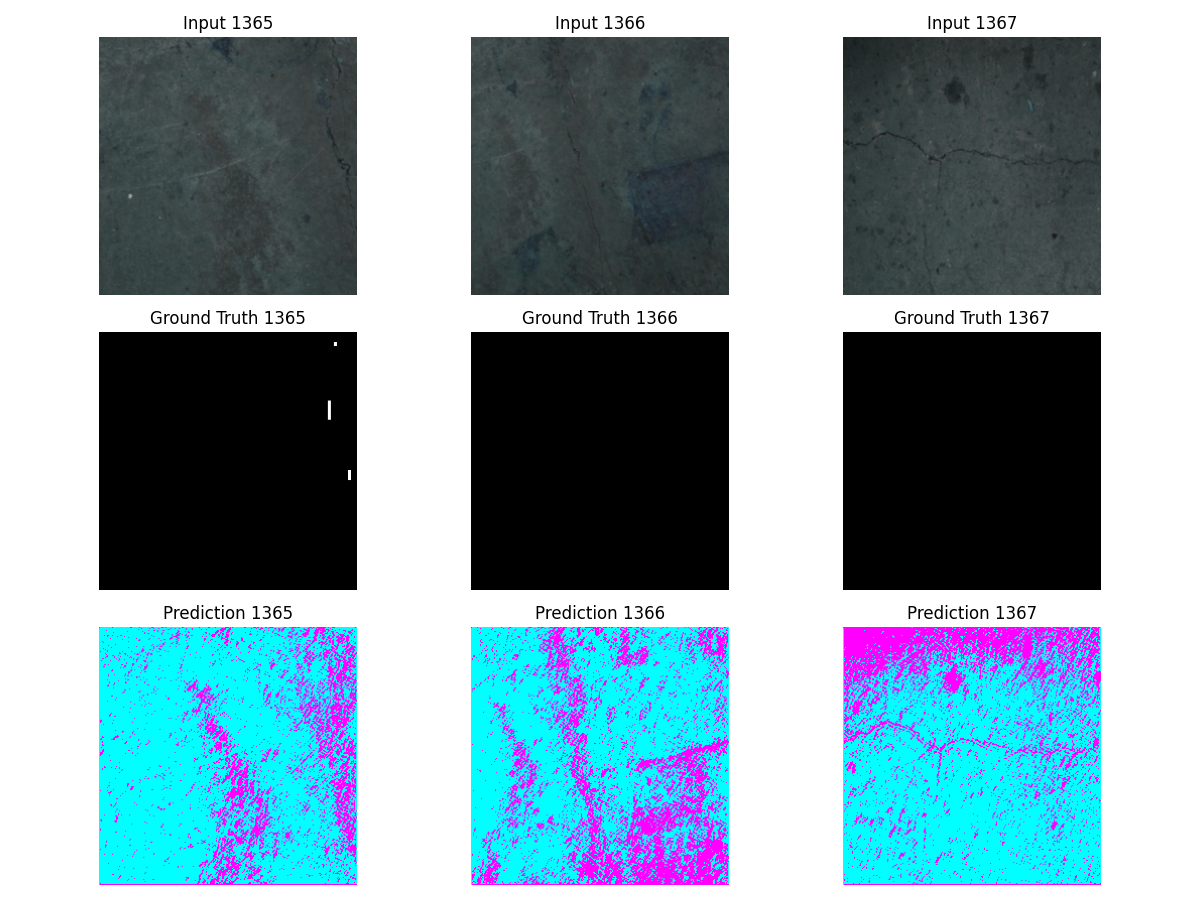 Input 1365
Input 1366
Input 1367
Ground Truth 1365
Ground Truth 1366
Ground Truth 1367
Prediction 1365
Prediction 1366
Prediction 1367